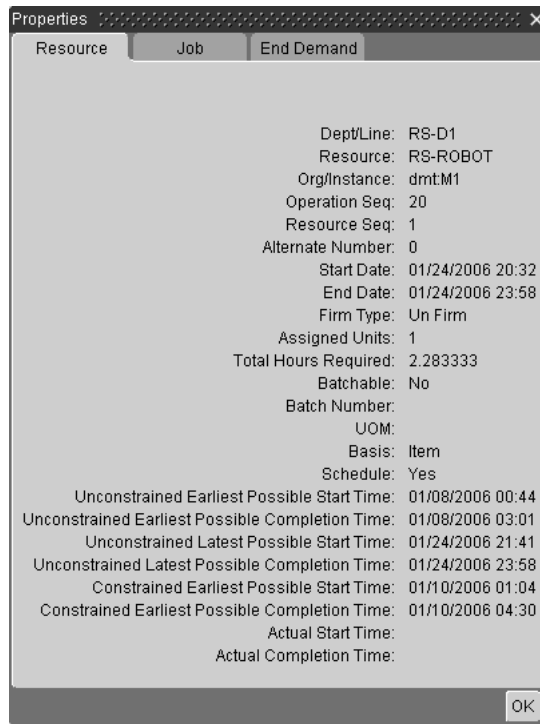 Properties
Resource Job End Demand
Dept/Line: RS-D1
Resource: RS-ROBOT
Org/Instance: dmt:M1
Operation Seq: 20
Resource Seq: 1
Alternate Number: 0
Start Date: 01/24/2006 20:32
End Date: 01/24/2006 23:58
Firm Type: Un Firm
Assigned Units: 1
Total Hours Required: 2.283333
Batchable: No
Batch Number:
UOM:
Basis: Item
Schedule: Yes
Unconstrained Earliest Possible Start Time: 01/08/2006 00:44
Unconstrained Earliest Possible Completion Time: 01/08/2006 03:01
Unconstrained Latest Possible Start Time: 01/24/2006 21:41
Unconstrained Latest Possible Completion Time: 01/24/2006 23:58
Constrained Earliest Possible Start Time: 01/10/2006 01:04
Constrained Earliest Possible Completion Time: 01/10/2006 04:30
Actual Start Time:
Actual Completion Time:
OK